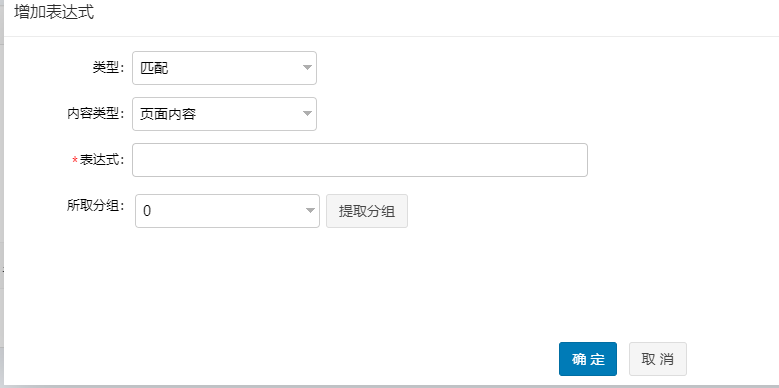 增加表达式
类型: 匹配
内容类型: 页面内容
*表达式:
所取分组: 0 提取分组
确 定 取 消